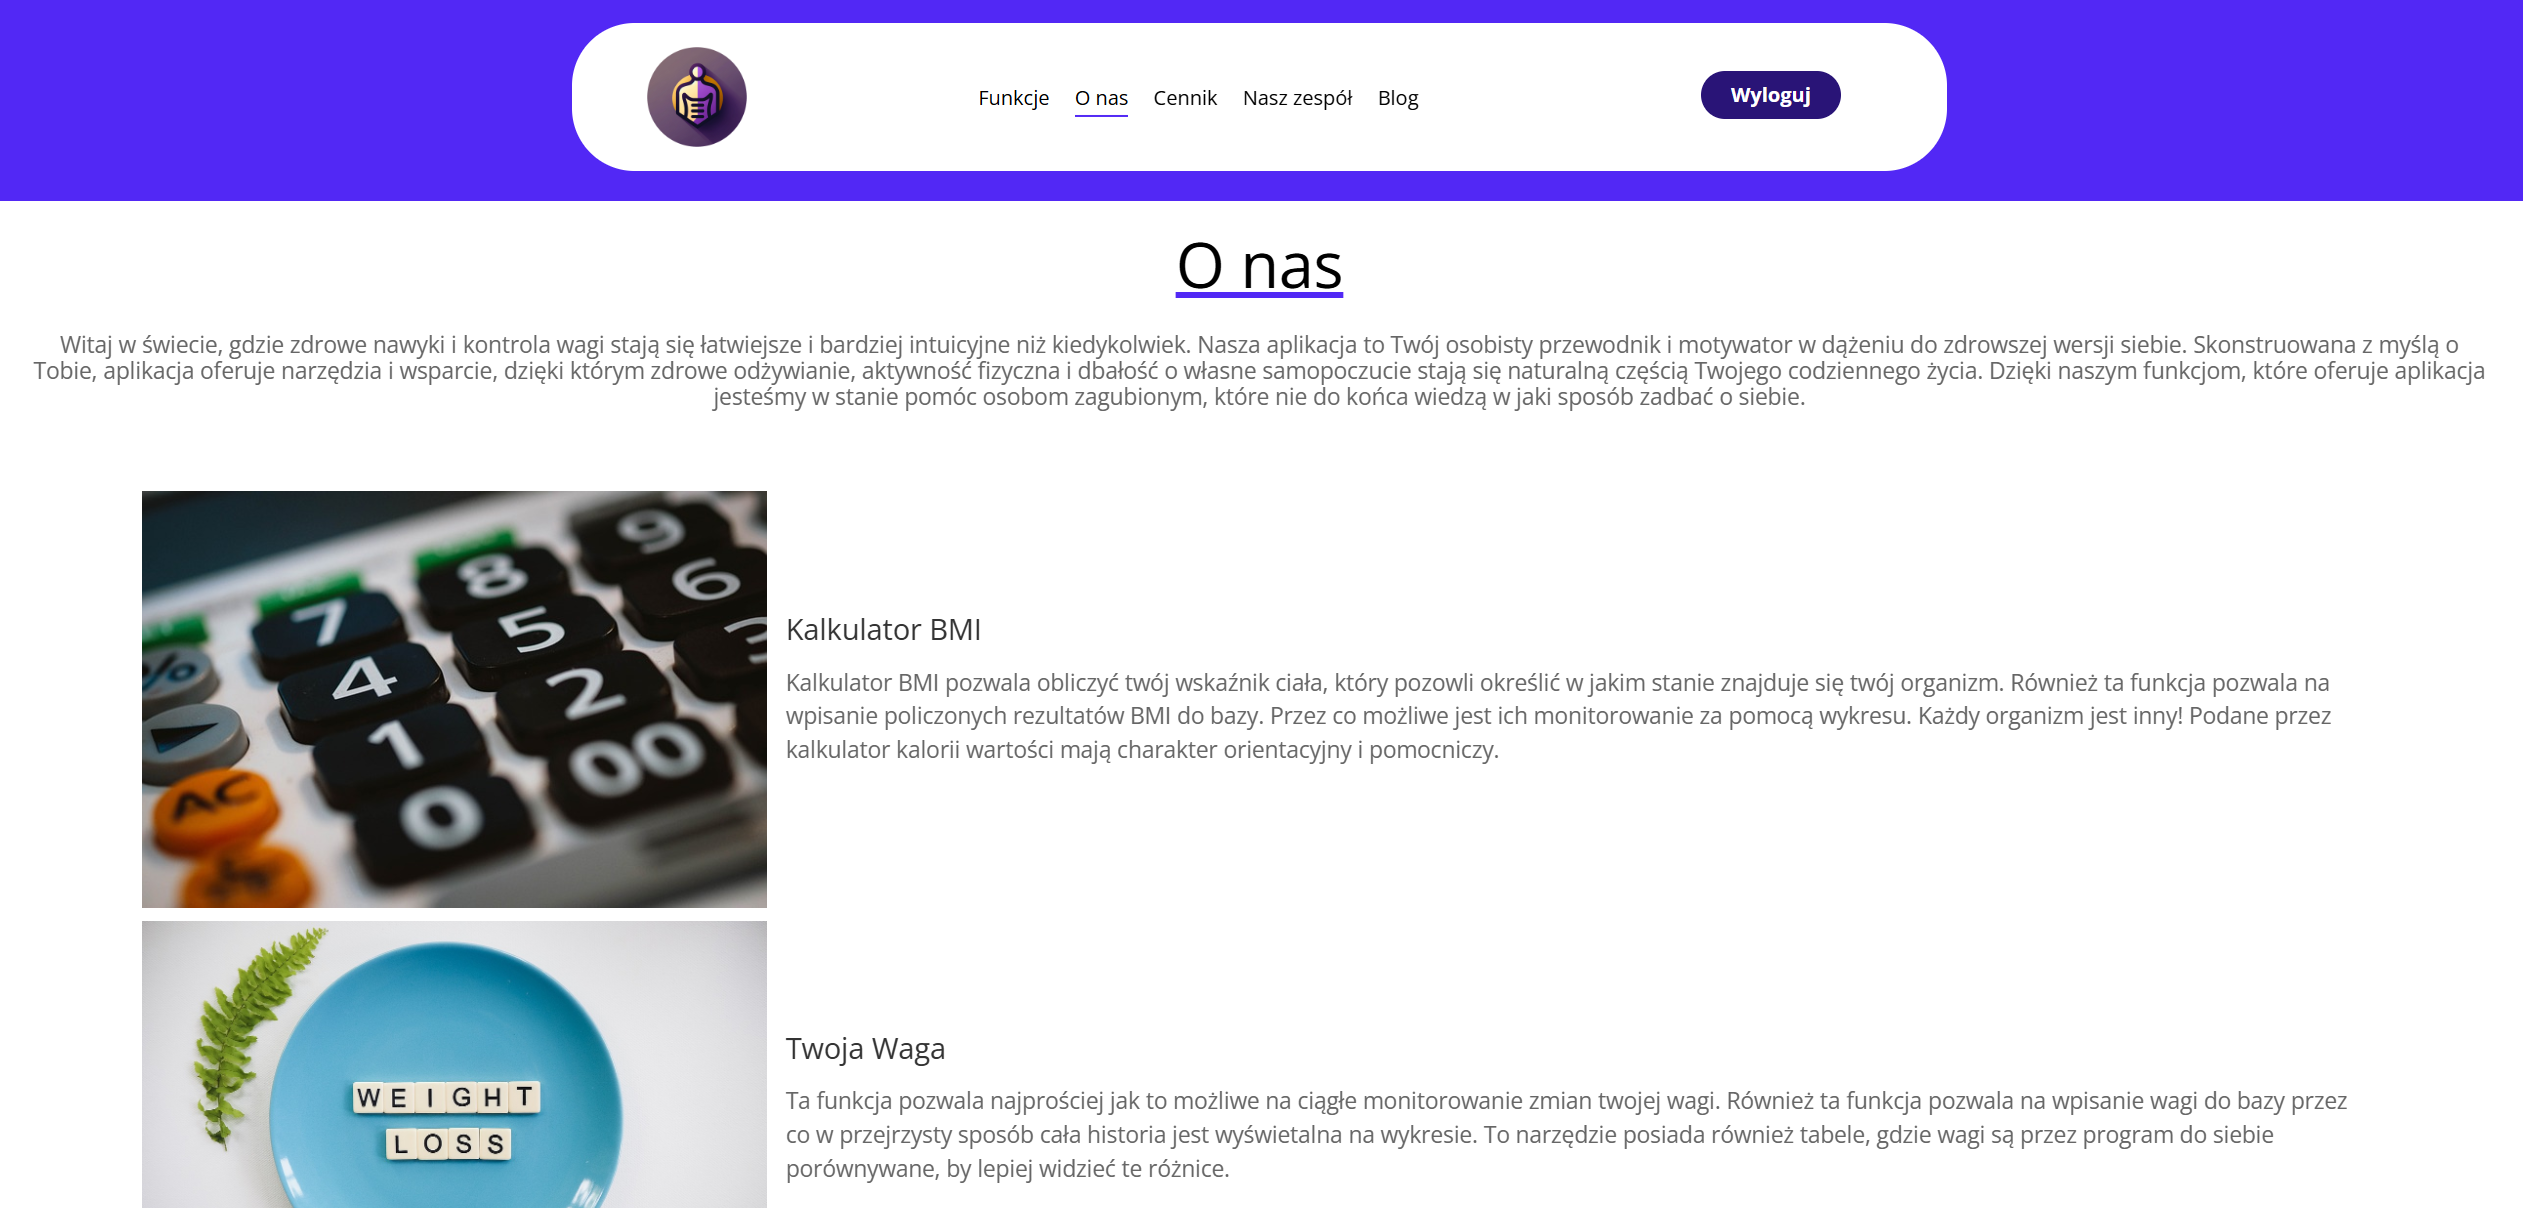 Funkcje O nas Cennik Nasz zespół Blog
Wyloguj
O nas
Witaj w świecie, gdzie zdrowe nawyki i kontrola wagi stają się łatwiejsze i bardziej intuicyjne niż kiedykolwiek. Nasza aplikacja to Twój osobisty przewodnik i motywator w dążeniu do zdrowszej wersji siebie. Skonstruowana z myślą o
Tobie, aplikacja oferuje narzędzia i wsparcie, dzięki którym zdrowe odżywianie, aktywność fizyczna i dbałość o własne samopoczucie stają się naturalną częścią Twojego codziennego życia. Dzięki naszym funkcjom, które oferuje aplikacja
jesteśmy w stanie pomóc osobom zagubionym, które nie do końca wiedzą w jaki sposób zadbać o siebie.
9
8
6
7
5
3
%
4
2
1
00
AC
0
Kalkulator BMI
Kalkulator BMI pozwala obliczyć twój wskaźnik ciała, który pozowli określić w jakim stanie znajduje się twój organizm. Również ta funkcja pozwala na
wpisanie policzonych rezultatów BMI do bazy. Przez co możliwe jest ich monitorowanie za pomocą wykresu. Każdy organizm jest inny! Podane przez
kalkulator kalorii wartości mają charakter orientacyjny i pomocniczy.
WEIGHT
LOSS
Twoja Waga
Ta funkcja pozwala najprościej jak to możliwe na ciągłe monitorowanie zmian twojej wagi. Również ta funkcja pozwala na wpisanie wagi do bazy przez
co w przejrzysty sposób cała historia jest wyświetalna na wykresie. To narzędzie posiada również tabele, gdzie wagi są przez program do siebie
porównywane, by lepiej widzieć te różnice.